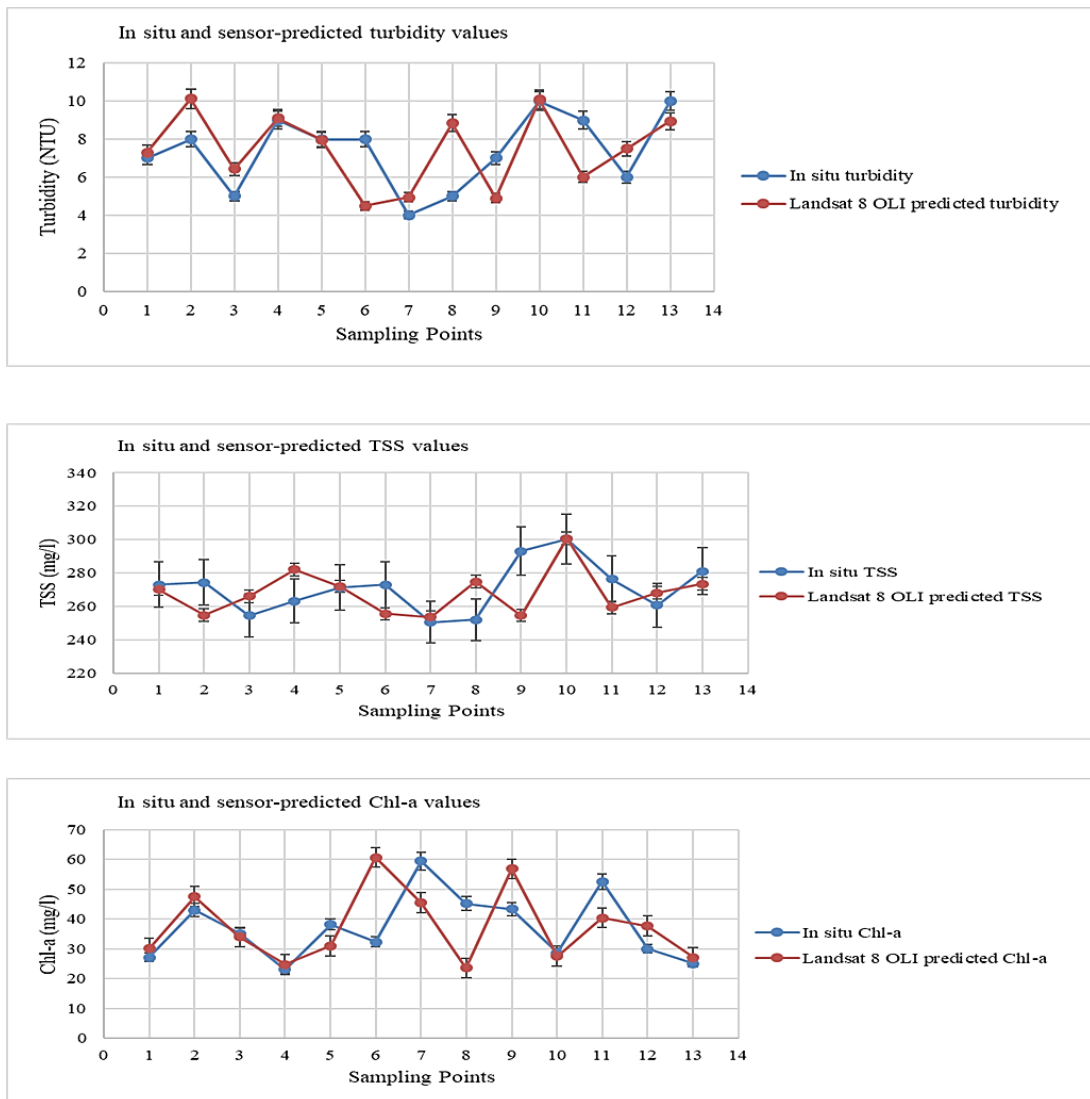 In situ and sensor-predicted turbidity values
Turbidity (NTU)
12
10
8
6
4
2
0
0 1 2 3 4 5 6 7 8 9 10 11 12 13 14
Sampling Points
In situ turbidity
Landsat 8 OLI predicted turbidity
In situ and sensor-predicted TSS values
TSS (mg/l)
340
320
300
280
260
240
220
0 1 2 3 4 5 6 7 8 9 10 11 12 13 14
Sampling Points
In situ TSS
Landsat 8 OLI predicted TSS
In situ and sensor-predicted Chl-a values
Chl-a (mg/l)
70
60
50
40
30
20
10
0
0 1 2 3 4 5 6 7 8 9 10 11 12 13 14
Sampling Points
In situ Chl-a
Landsat 8 OLI predicted Chl-a